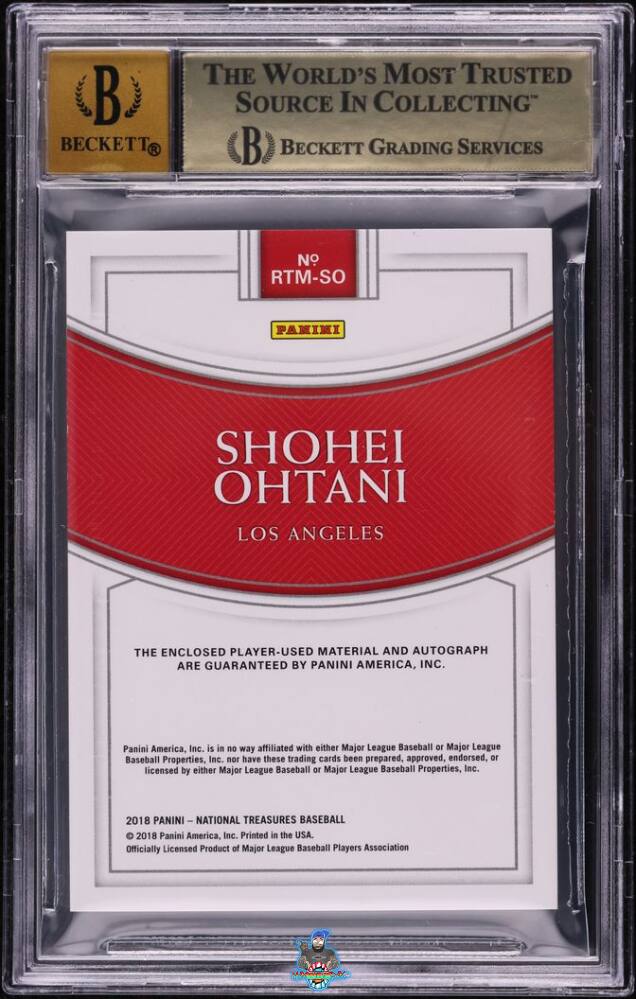 B
BECKETT®
THE WORLD'S MOST TRUSTED
SOURCE IN COLLECTING™
B BECKETT GRADING SERVICES
Nº
RTM-SO
PANINI
SHOHEI
OHTANI
LOS ANGELES
THE ENCLOSED PLAYER-USED MATERIAL AND AUTOGRAPH
ARE GUARANTEED BY PANINI AMERICA, INC.
Panini America, Inc. is in no way affiliated with either Major League Baseball or Major League
Baseball Properties, Inc. nor have these trading cards been prepared, approved, endorsed, or
licensed by either Major League Baseball or Major League Baseball Properties, Inc.
2018 PANINI – NATIONAL TREASURES BASEBALL
© 2018 Panini America, Inc. Printed in the USA.
Officially Licensed Product of Major League Baseball Players Association